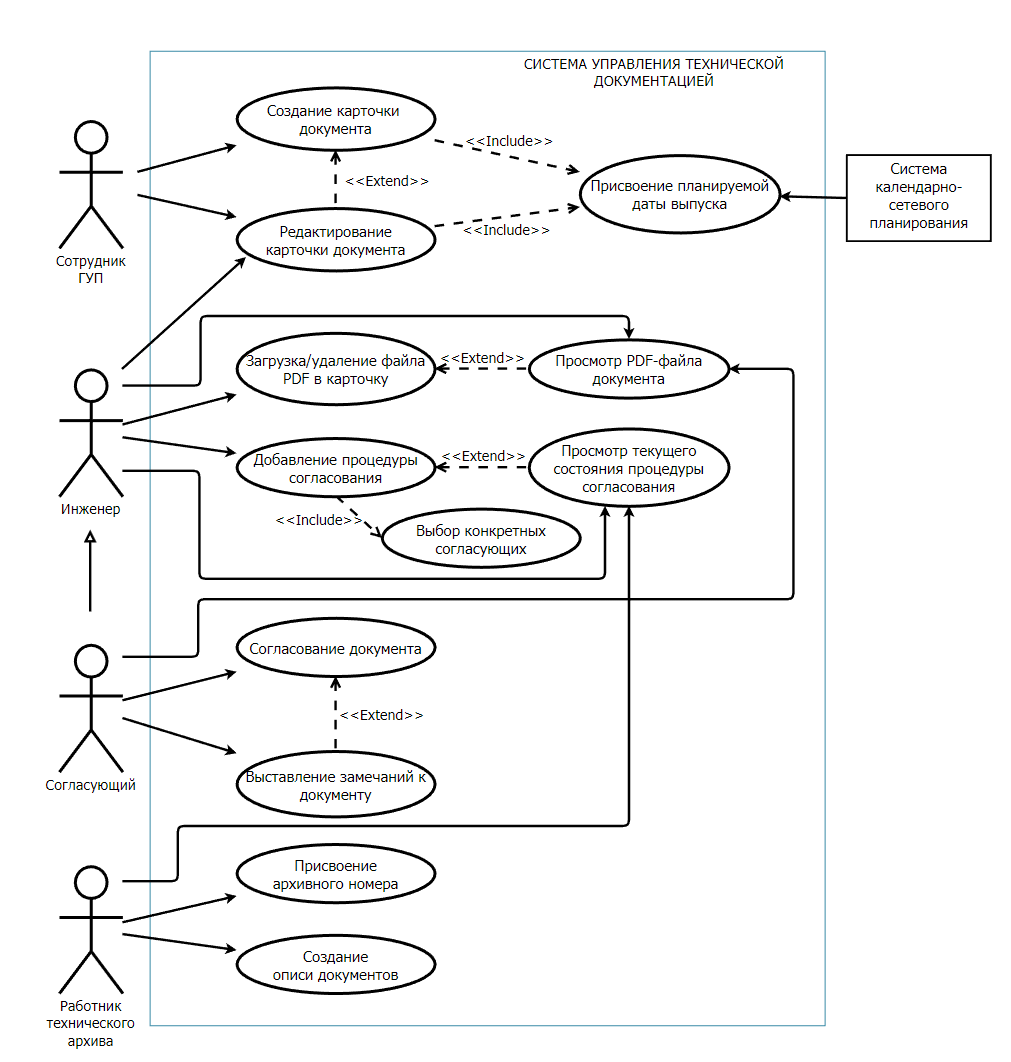 СИСТЕМА УПРАВЛЕНИЯ ТЕХНИЧЕСКОЙ
ДОКУМЕНТАЦИЕЙ
Создание карточки
документа
<<Include>>
<<Extend>>
Присвоение планируемой
даты выпуска
Система
календарно-
сетевого
планирования
Редактирование
карточки документа
<<Include>>
Сотрудник
ГУП
Загрузка/удаление файла
PDF в карточку
<<Extend>>
Просмотр PDF-файла
документа
Добавление процедуры
согласования
<<Extend>>
Просмотр текущего
состояния процедуры
согласования
Инженер
<<Include>>
Выбор конкретных
согласующих
Согласование документа
<<Extend>>
Выставление замечаний к
документу
Согласующий
Присвоение
архивного номера
Создание
описи документов
Работник
технического
архива